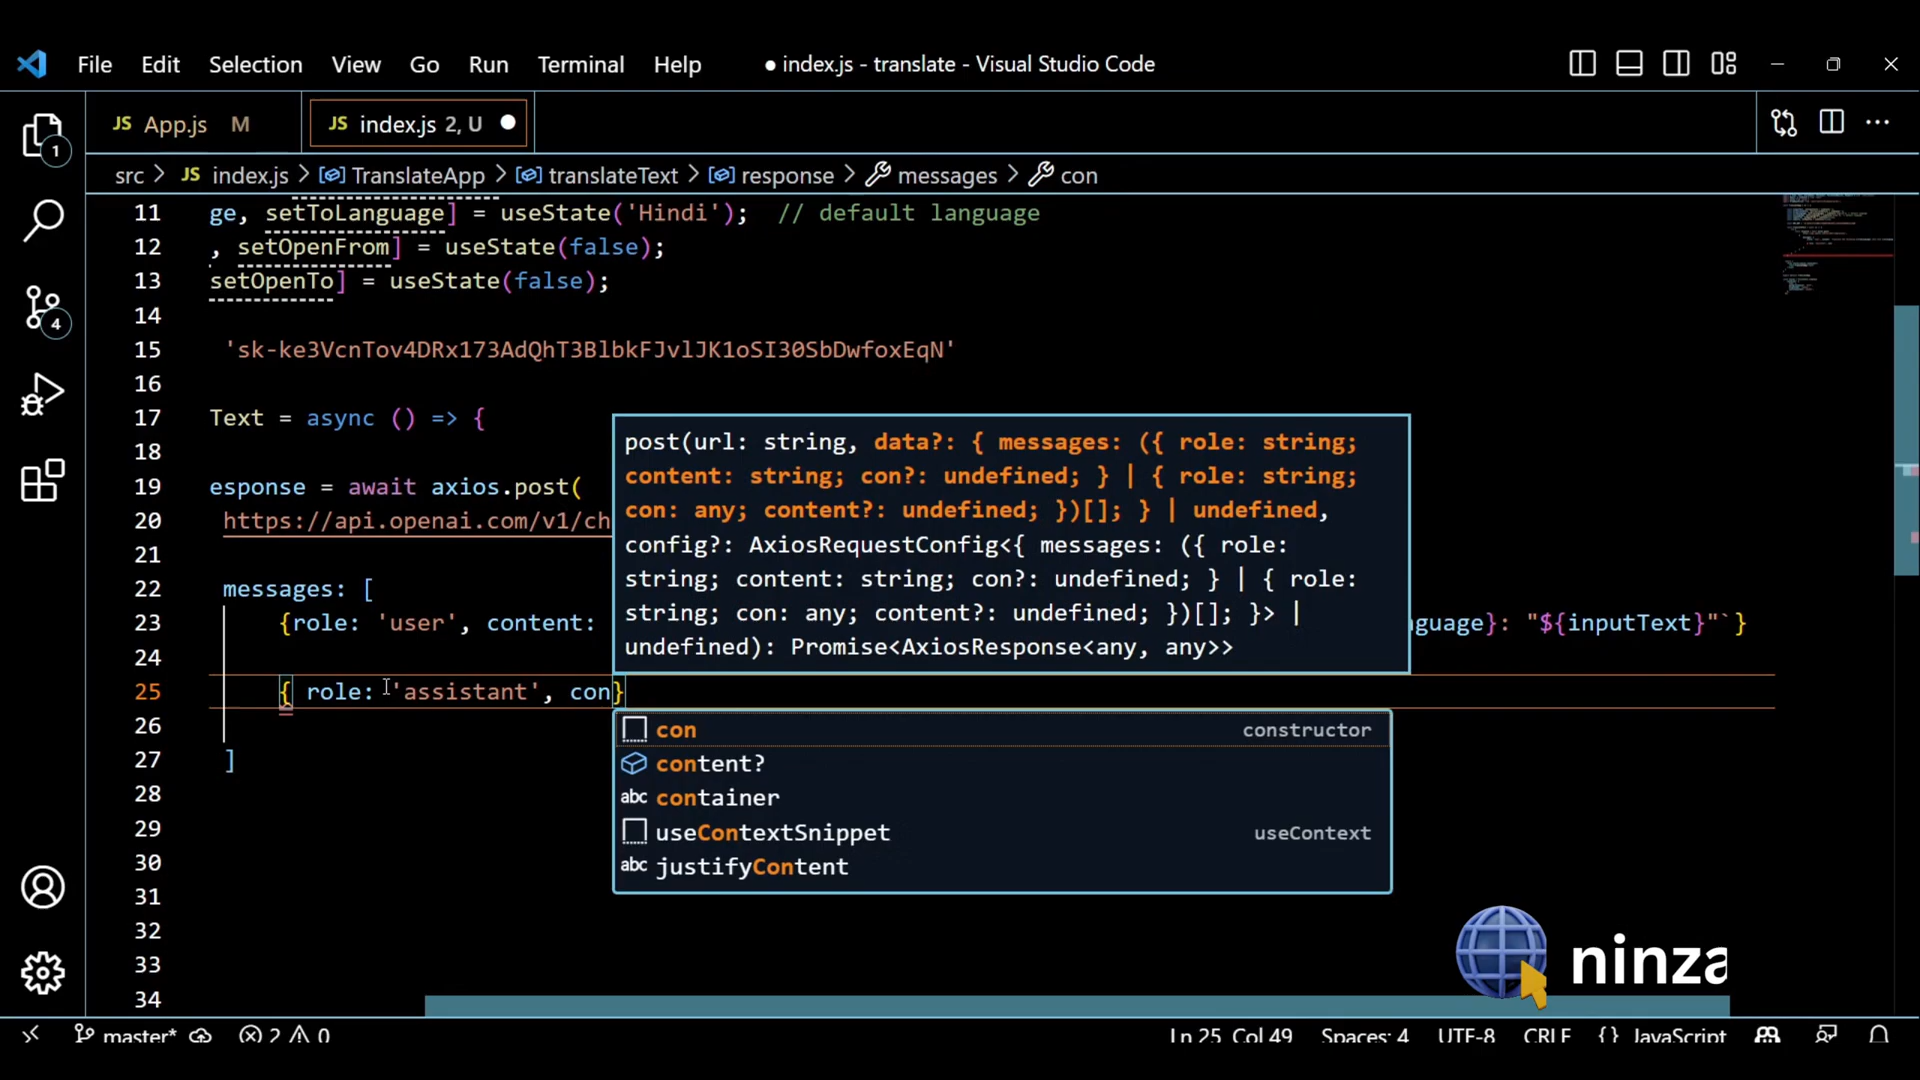 File Edit Selection View Go Run Terminal Help
● index.js - translate - Visual Studio Code
JS App.js M
JS index.js 2, U ●
src > JS index.js > TranslateApp > translateText > response > messages > con
1
4
11 ge, setToLanguage] = useState('Hindi'); // default language
12 , setOpenFrom] = useState(false);
13 setOpenTo] = useState(false);
14
15 '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'
16
17 Text = async () => {
18
19 esponse = await axios.post(
20 https://api.openai.com/v1/ch
21
22 messages: [
23 {role: 'user', content: guage}: "${inputText}"`}
24
25 { role: 'assistant', con}
26
27 ]
28
29
30
31
32
33
34
post(url: string, data?: { messages: ({ role: string;
content: string; con?: undefined; } | { role: string;
con: any; content?: undefined; })[]; } | undefined,
config?: AxiosRequestConfig<{ messages: ({ role:
string; content: string; con?: undefined; } | { role:
string; con: any; content?: undefined; })[]; }> |
undefined): Promise<AxiosResponse<any, any>>
con constructor
content?
abc container
useContextSnippet useContext
abc justifyContent
ninza
master* 2 0 Ln 25, Col 49 Spaces: 4 UTF-8 CRLF {} JavaScript